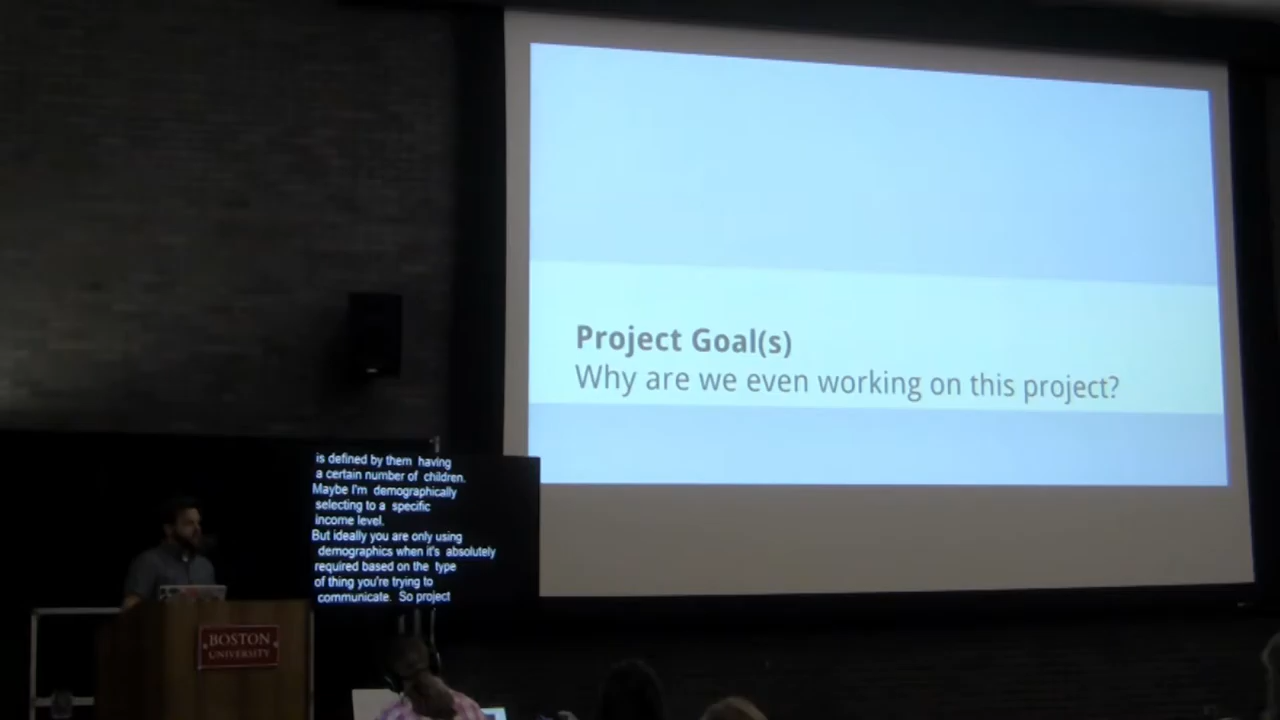 Project Goal(s)
Why are we even working on this project?
is defined by them having
a certain number of children.
Maybe I'm demographically
selecting to a specific
income level.
But ideally you are only using
demographics when it's absolutely
required based on the type
of thing you're trying to
communicate. So project
BOSTON
UNIVERSITY